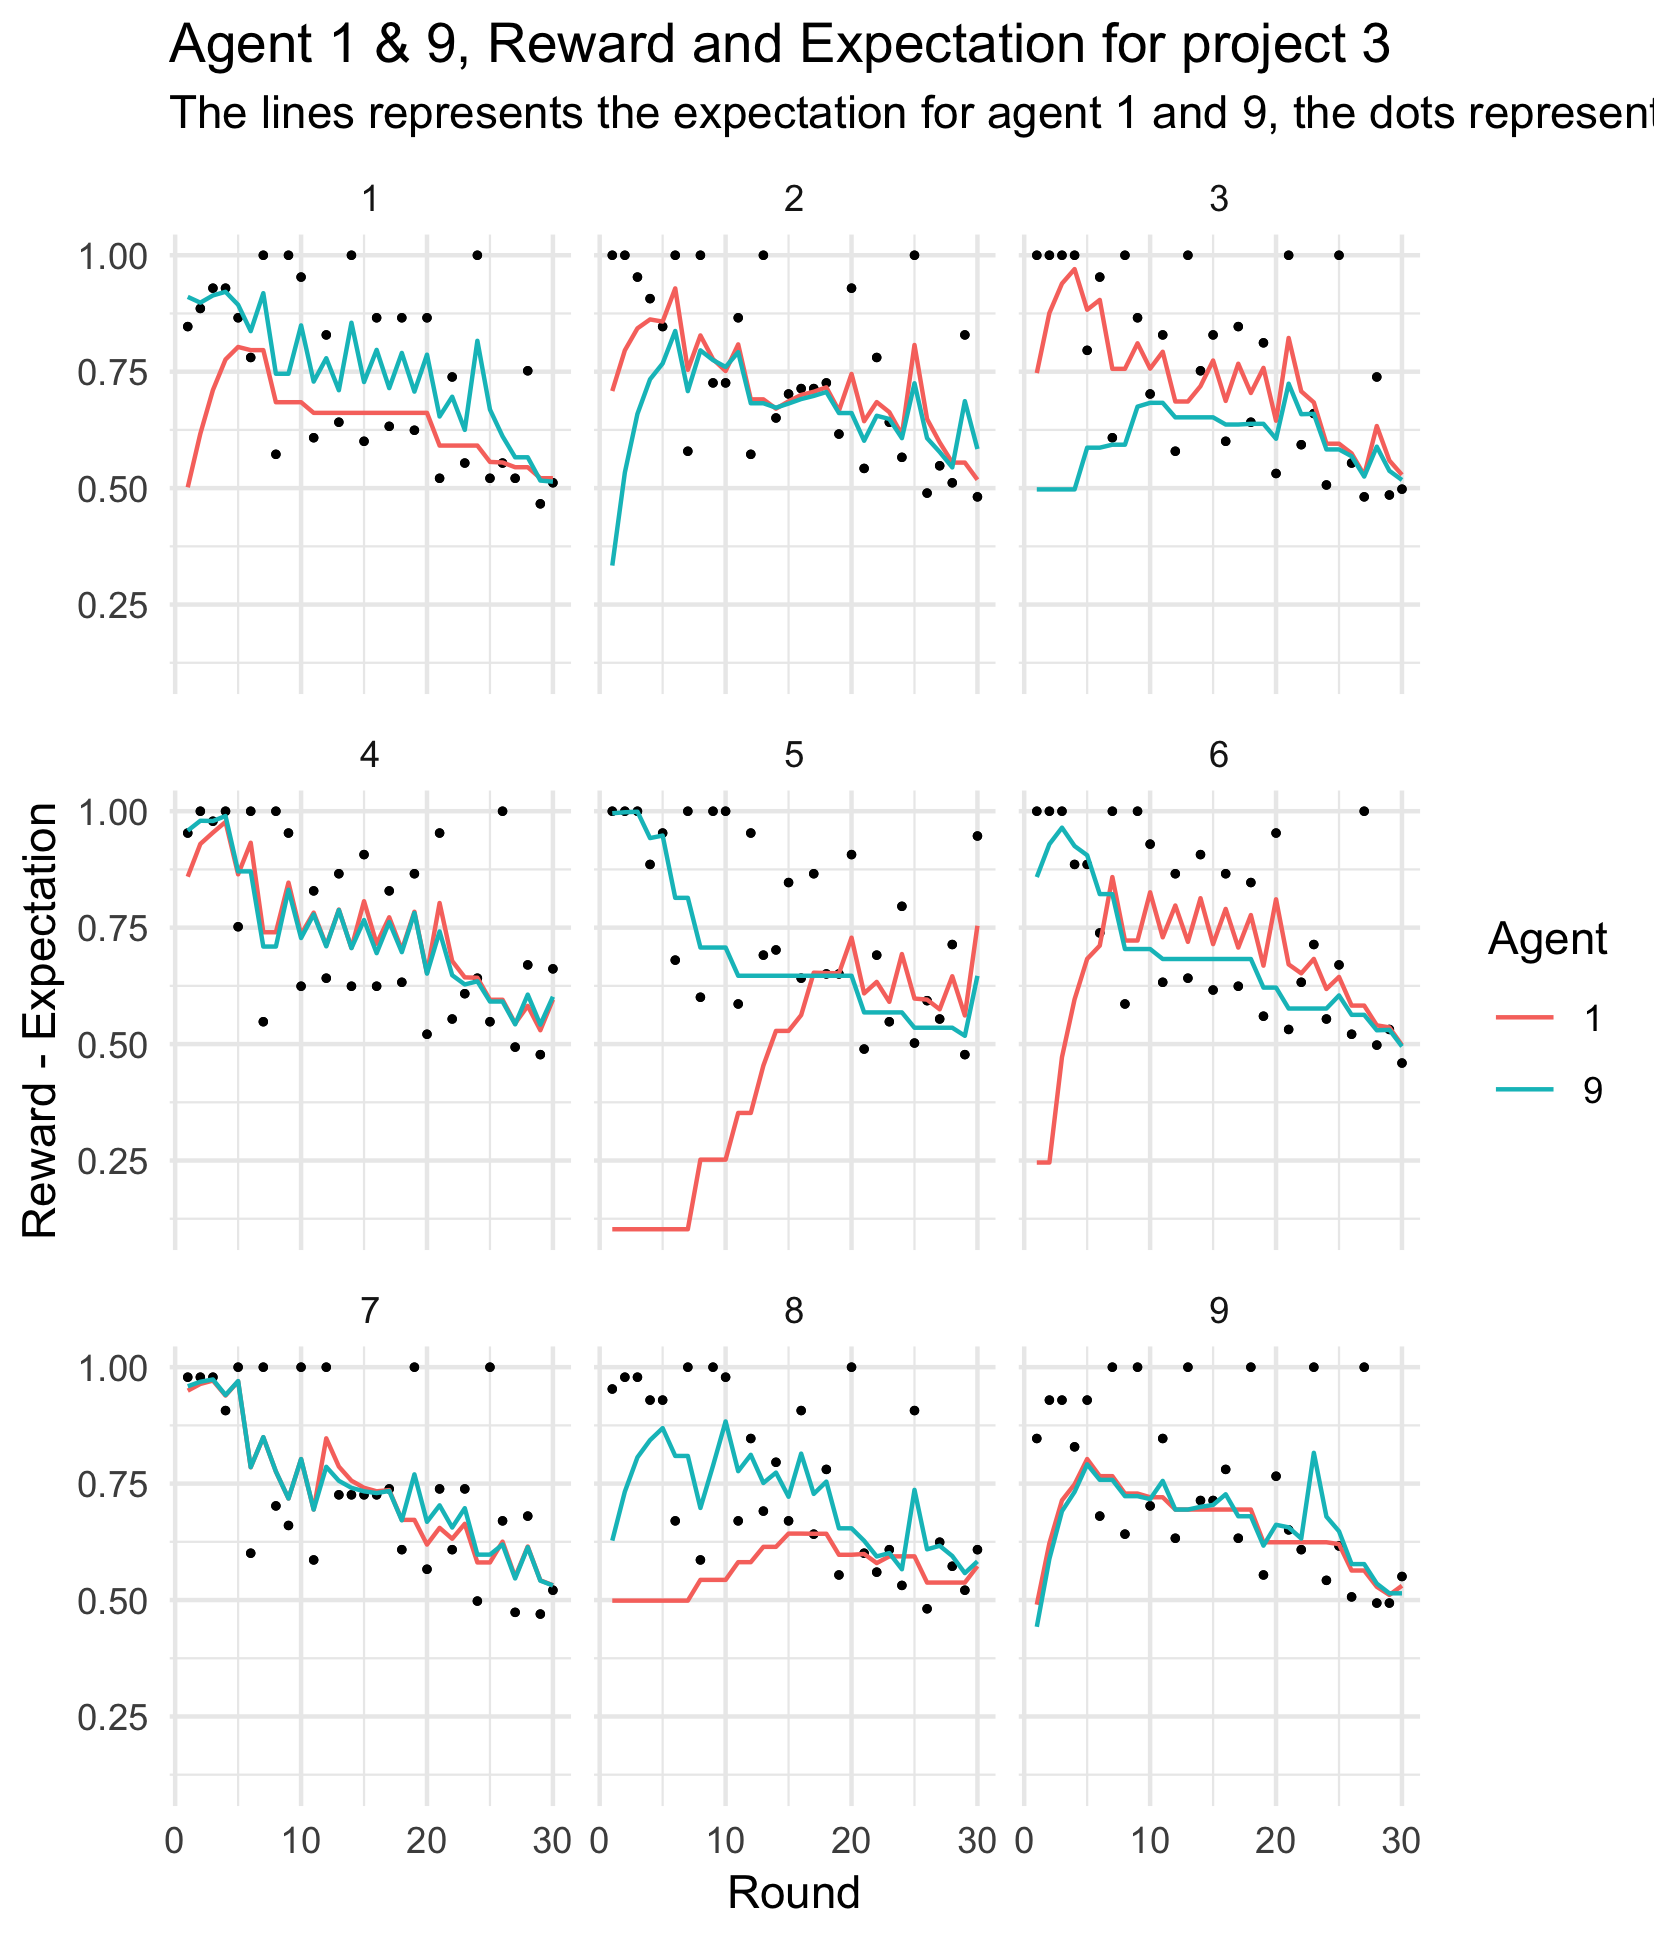 Agent 1 & 9, Reward and Expectation for project 3
The lines represents the expectation for agent 1 and 9, the dots represent
1 2 3
1.00
0.75
0.50
0.25
4 5 6
1.00
0.75
0.50
0.25
7 8 9
1.00
0.75
0.50
0.25
0 10 20 30 0 10 20 30 0 10 20 30
Round
Reward - Expectation
Agent
1
9